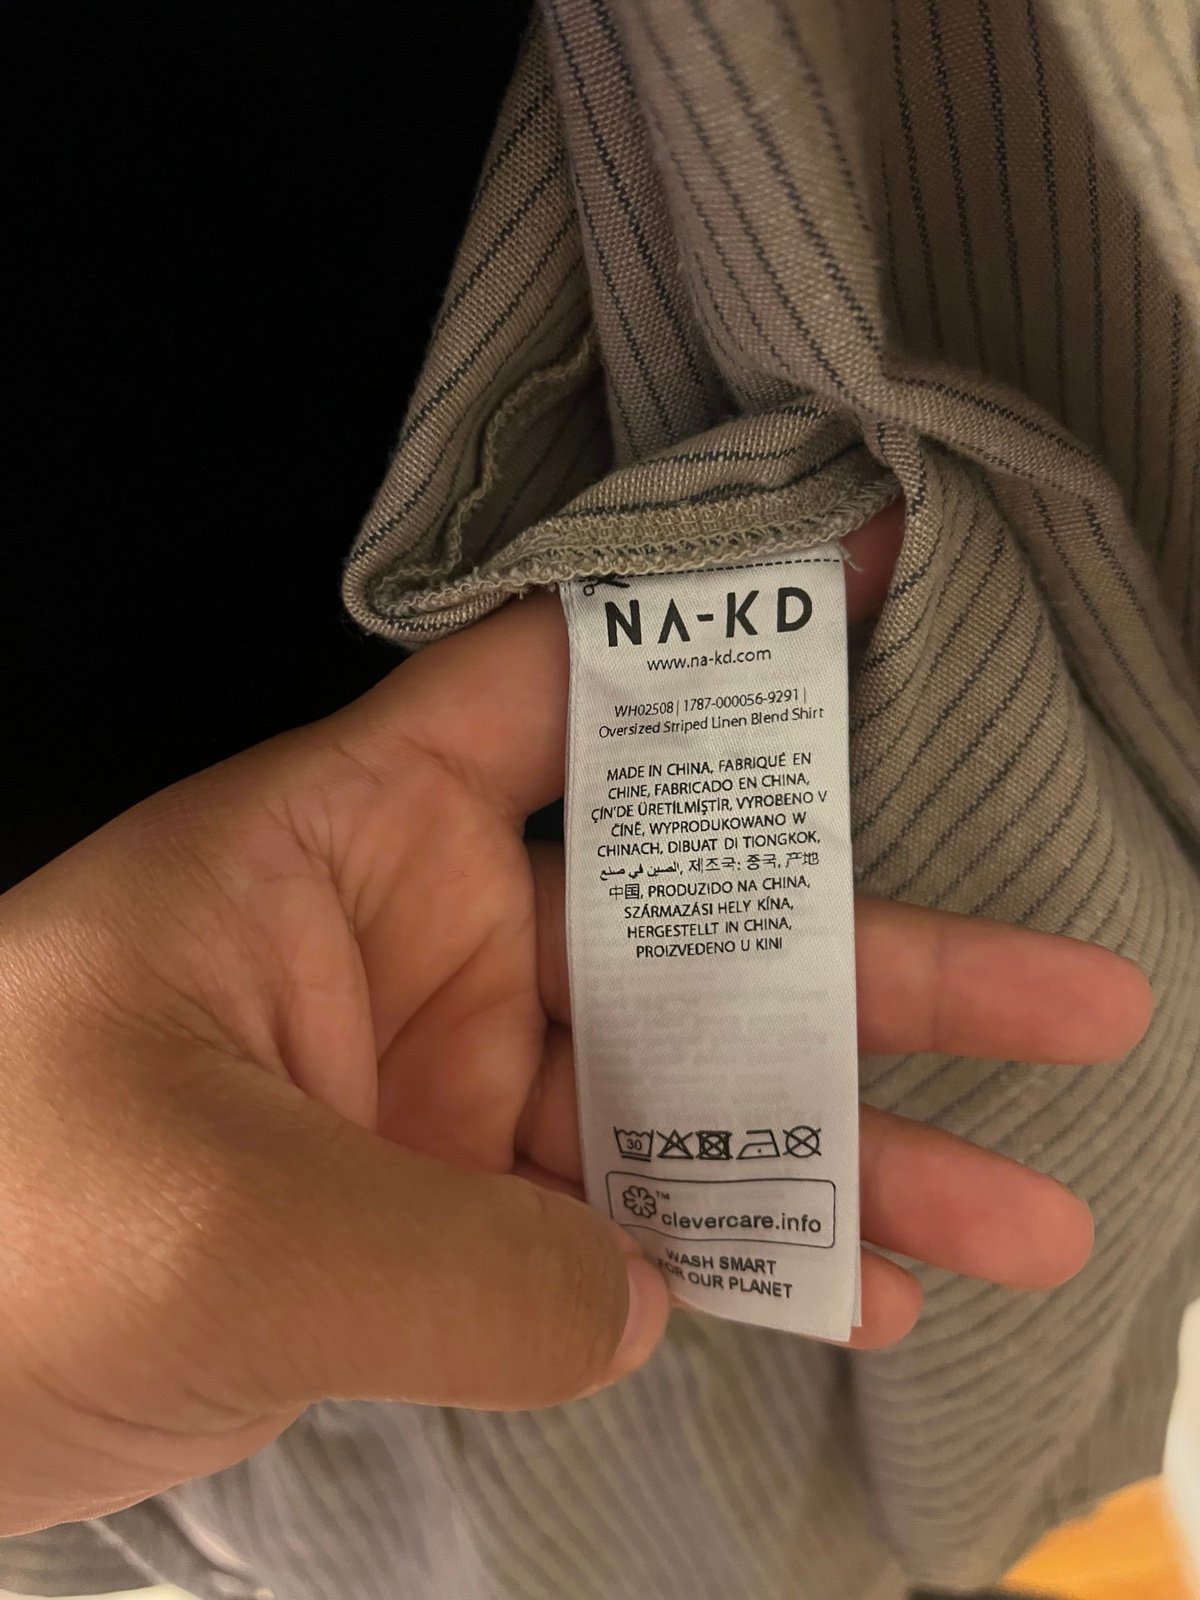 NA-KD
www.na-kd.com
WH02508 | 1787-000056-9291 |
Oversized Striped Linen Blend Shirt
MADE IN CHINA, FABRIQUÉ EN
CHINE, FABRICADO EN CHINA,
ÇİN'DE ÜRETİLMİŞTİR, VYROBENO V
ČÍNĚ, WYPRODUKOWANO W
CHINACH, DIBUAT DI TIONGKOK,
الصين في صنع, 제조국: 중국, 产地
中国, PRODUZIDO NA CHINA,
SZÁRMAZÁSI HELY KÍNA,
HERGESTELLT IN CHINA,
PROIZVEDENO U KINI
30
™
clevercare.info
WASH SMART
FOR OUR PLANET